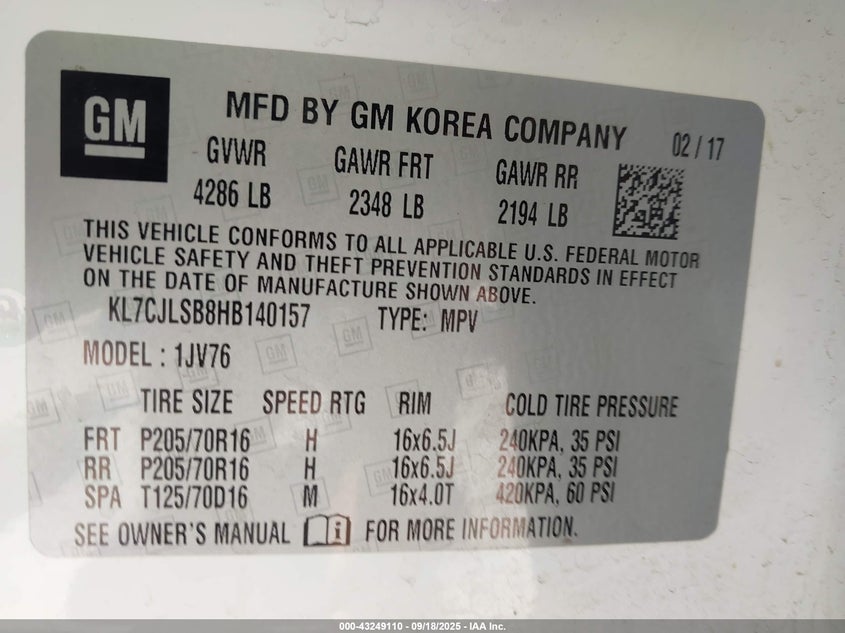 GM
MFD BY GM KOREA COMPANY 02 / 17
GVWR GAWR FRT GAWR RR
4286 LB 2348 LB 2194 LB
THIS VEHICLE CONFORMS TO ALL APPLICABLE U.S. FEDERAL MOTOR
VEHICLE SAFETY AND THEFT PREVENTION STANDARDS IN EFFECT
ON THE DATE OF MANUFACTURE SHOWN ABOVE.
KL7CJLSB8HB140157 TYPE: MPV
MODEL : 1JV76
TIRE SIZE SPEED RTG RIM COLD TIRE PRESSURE
FRT P205/70R16 H 16x6.5J 240KPA, 35 PSI
RR P205/70R16 H 16x6.5J 240KPA, 35 PSI
SPA T125/70D16 M 16x4.0T 420KPA, 60 PSI
SEE OWNER'S MANUAL i FOR MORE INFORMATION.
000-43249110 - 09/18/2025 - IAA Inc.